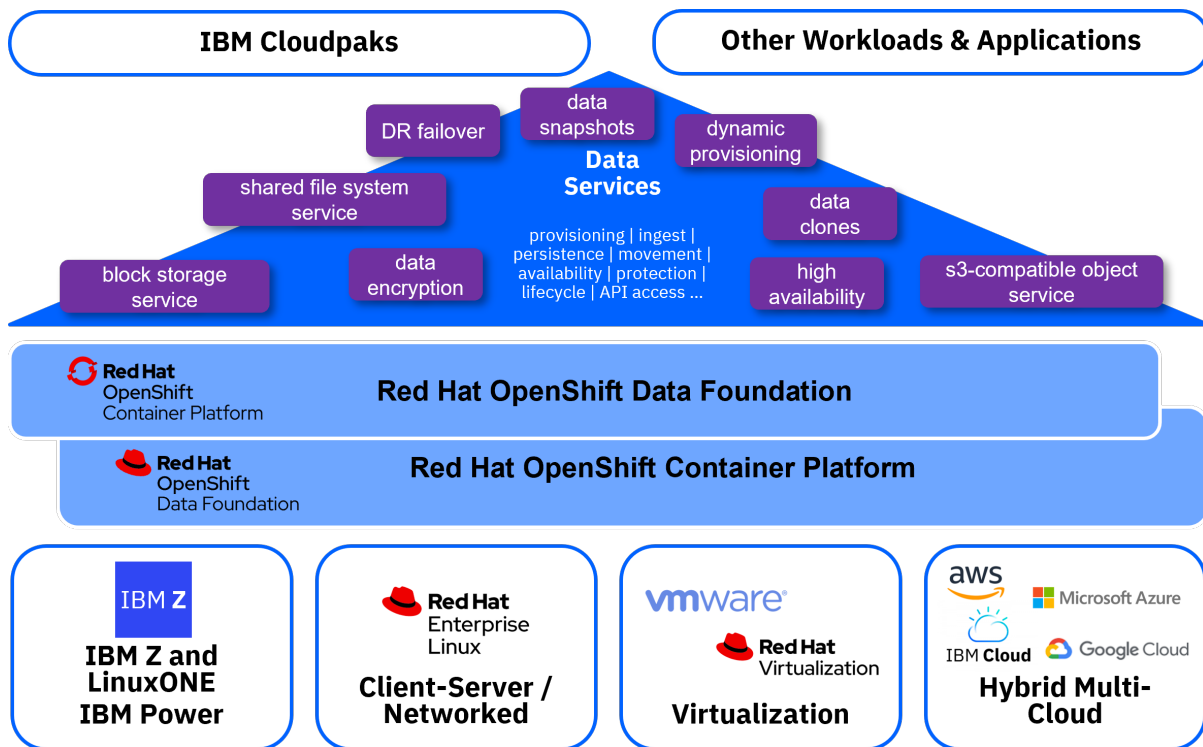 IBM Cloudpaks
Other Workloads & Applications
data
snapshots
DR failover
dynamic
provisioning
Data
Services
shared file system
service
data
clones
provisioning | ingest |
persistence | movement |
availability | protection |
lifecycle | API access ...
block storage
service
data
encryption
high
availability
s3-compatible object
service
Red Hat
OpenShift
Container Platform
Red Hat OpenShift Data Foundation
Red Hat
OpenShift
Data Foundation
Red Hat OpenShift Container Platform
IBM Z
IBM Z and
LinuxONE
IBM Power
Red Hat
Enterprise
Linux
Client-Server /
Networked
vmware®
Red Hat
Virtualization
Virtualization
aws
Microsoft Azure
IBM Cloud
Google Cloud
Hybrid Multi-
Cloud